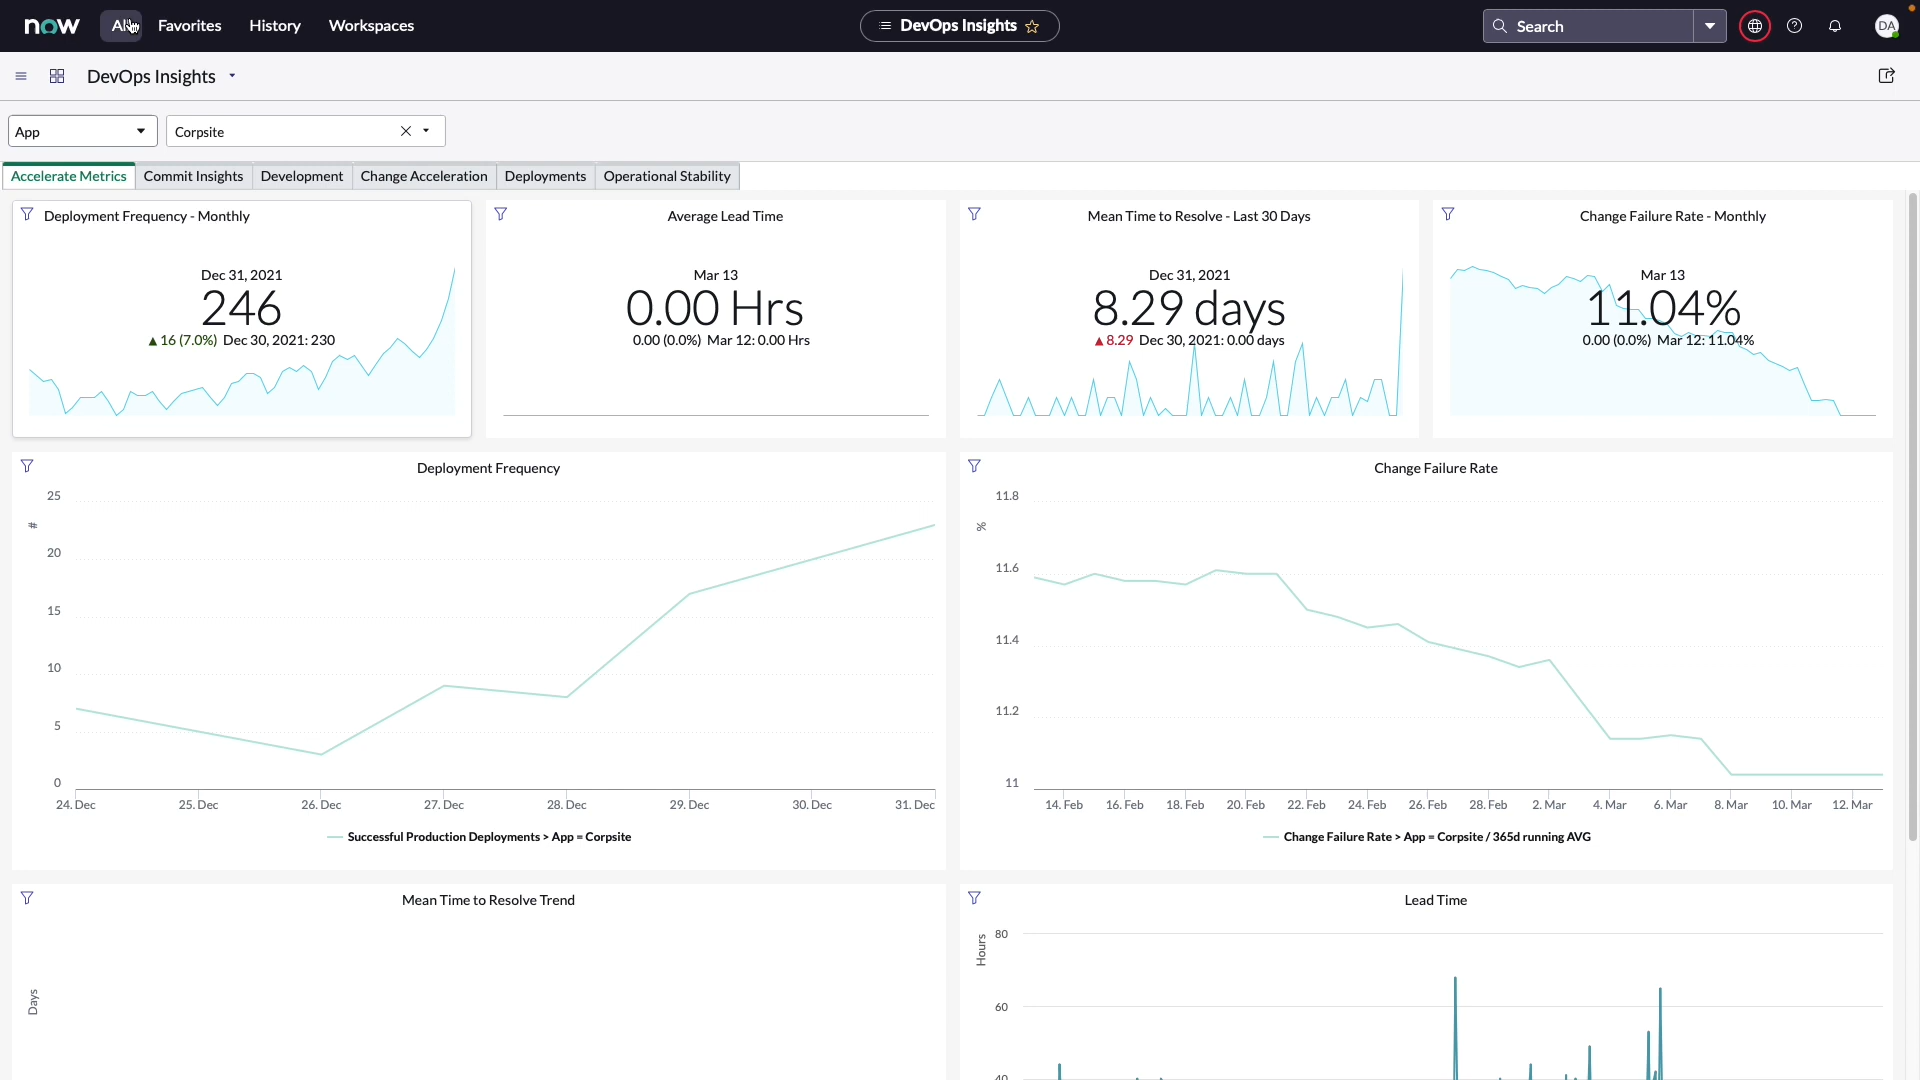 now All Favorites History Workspaces DevOps Insights Search DA
DevOps Insights
App Corpsite
Accelerate Metrics Commit Insights Development Change Acceleration Deployments Operational Stability
Deployment Frequency - Monthly
Dec 31, 2021
246
▲ 16 (7.0%) Dec 30, 2021: 230
Average Lead Time
Mar 13
0.00 Hrs
0.00 (0.0%) Mar 12: 0.00 Hrs
Mean Time to Resolve - Last 30 Days
Dec 31, 2021
8.29 days
▲ 8.29 Dec 30, 2021: 0.00 days
Change Failure Rate - Monthly
Mar 13
11.04%
0.00 (0.0%) Mar 12: 11.04%
Deployment Frequency
#
25
20
15
10
5
0
24. Dec 25. Dec 26. Dec 27. Dec 28. Dec 29. Dec 30. Dec 31. Dec
Successful Production Deployments > App = Corpsite
Change Failure Rate
%
11.8
11.6
11.4
11.2
11
14. Feb 16. Feb 18. Feb 20. Feb 22. Feb 24. Feb 26. Feb 28. Feb 2. Mar 4. Mar 6. Mar 8. Mar 10. Mar 12. Mar
Change Failure Rate > App = Corpsite / 365d running AVG
Mean Time to Resolve Trend
Days
Lead Time
Hours
80
60
40